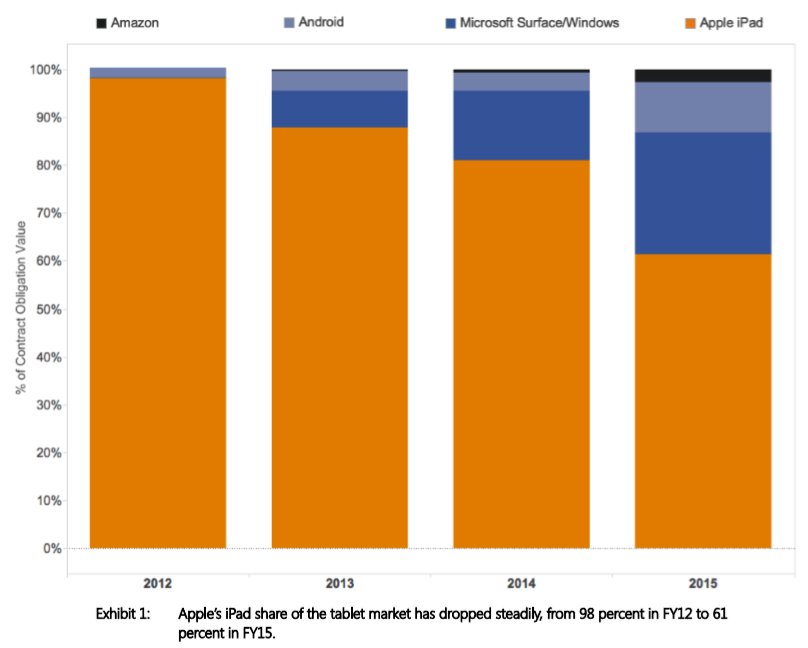 Amazon Android Microsoft Surface/Windows Apple iPad
100%
90%
80%
70%
60%
50%
40%
30%
20%
10%
0%
% of Contract Obligation Value
2012 2013 2014 2015
Exhibit 1: Apple's iPad share of the tablet market has dropped steadily, from 98 percent in FY12 to 61
percent in FY15.